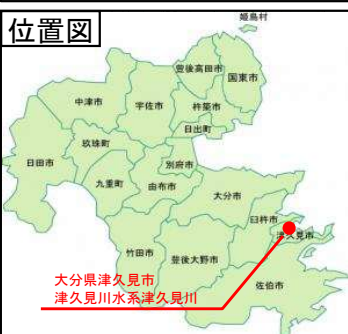 位置図
姫島村
豊後高田市
国東市
中津市
宇佐市
杵築市
日出町
玖珠町
日田市
別府市
九重町
由布市
大分市
臼杵市
津久見市
竹田市
豊後大野市
佐伯市
大分県津久見市
津久見川水系津久見川